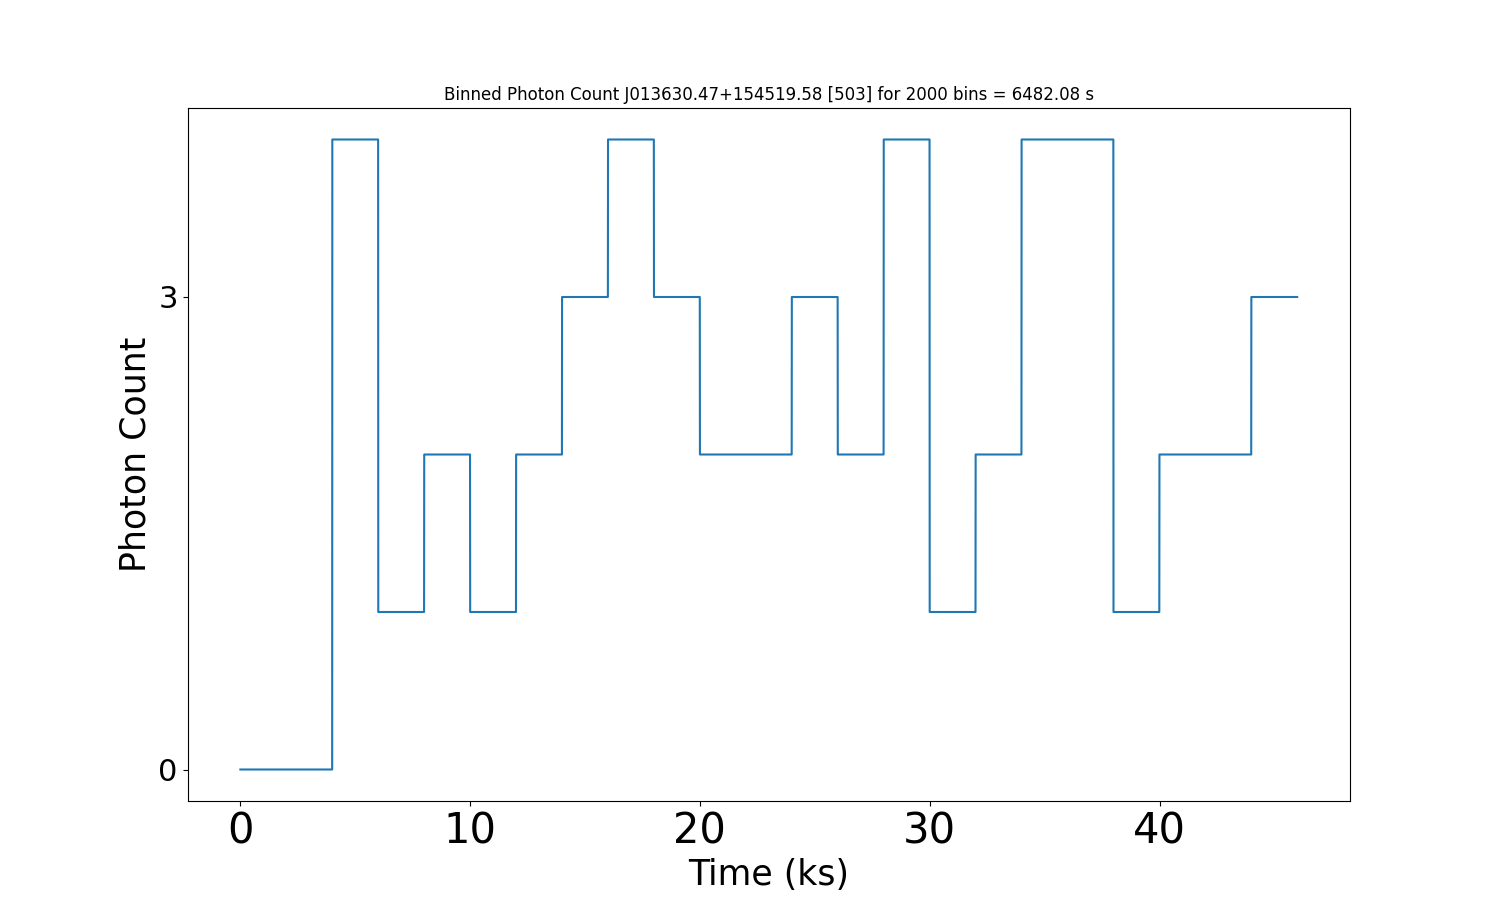 Binned Photon Count J013630.47+154519.58 [503] for 2000 bins = 6482.08 s
3
Photon Count
0
0 10 20 30 40
Time (ks)